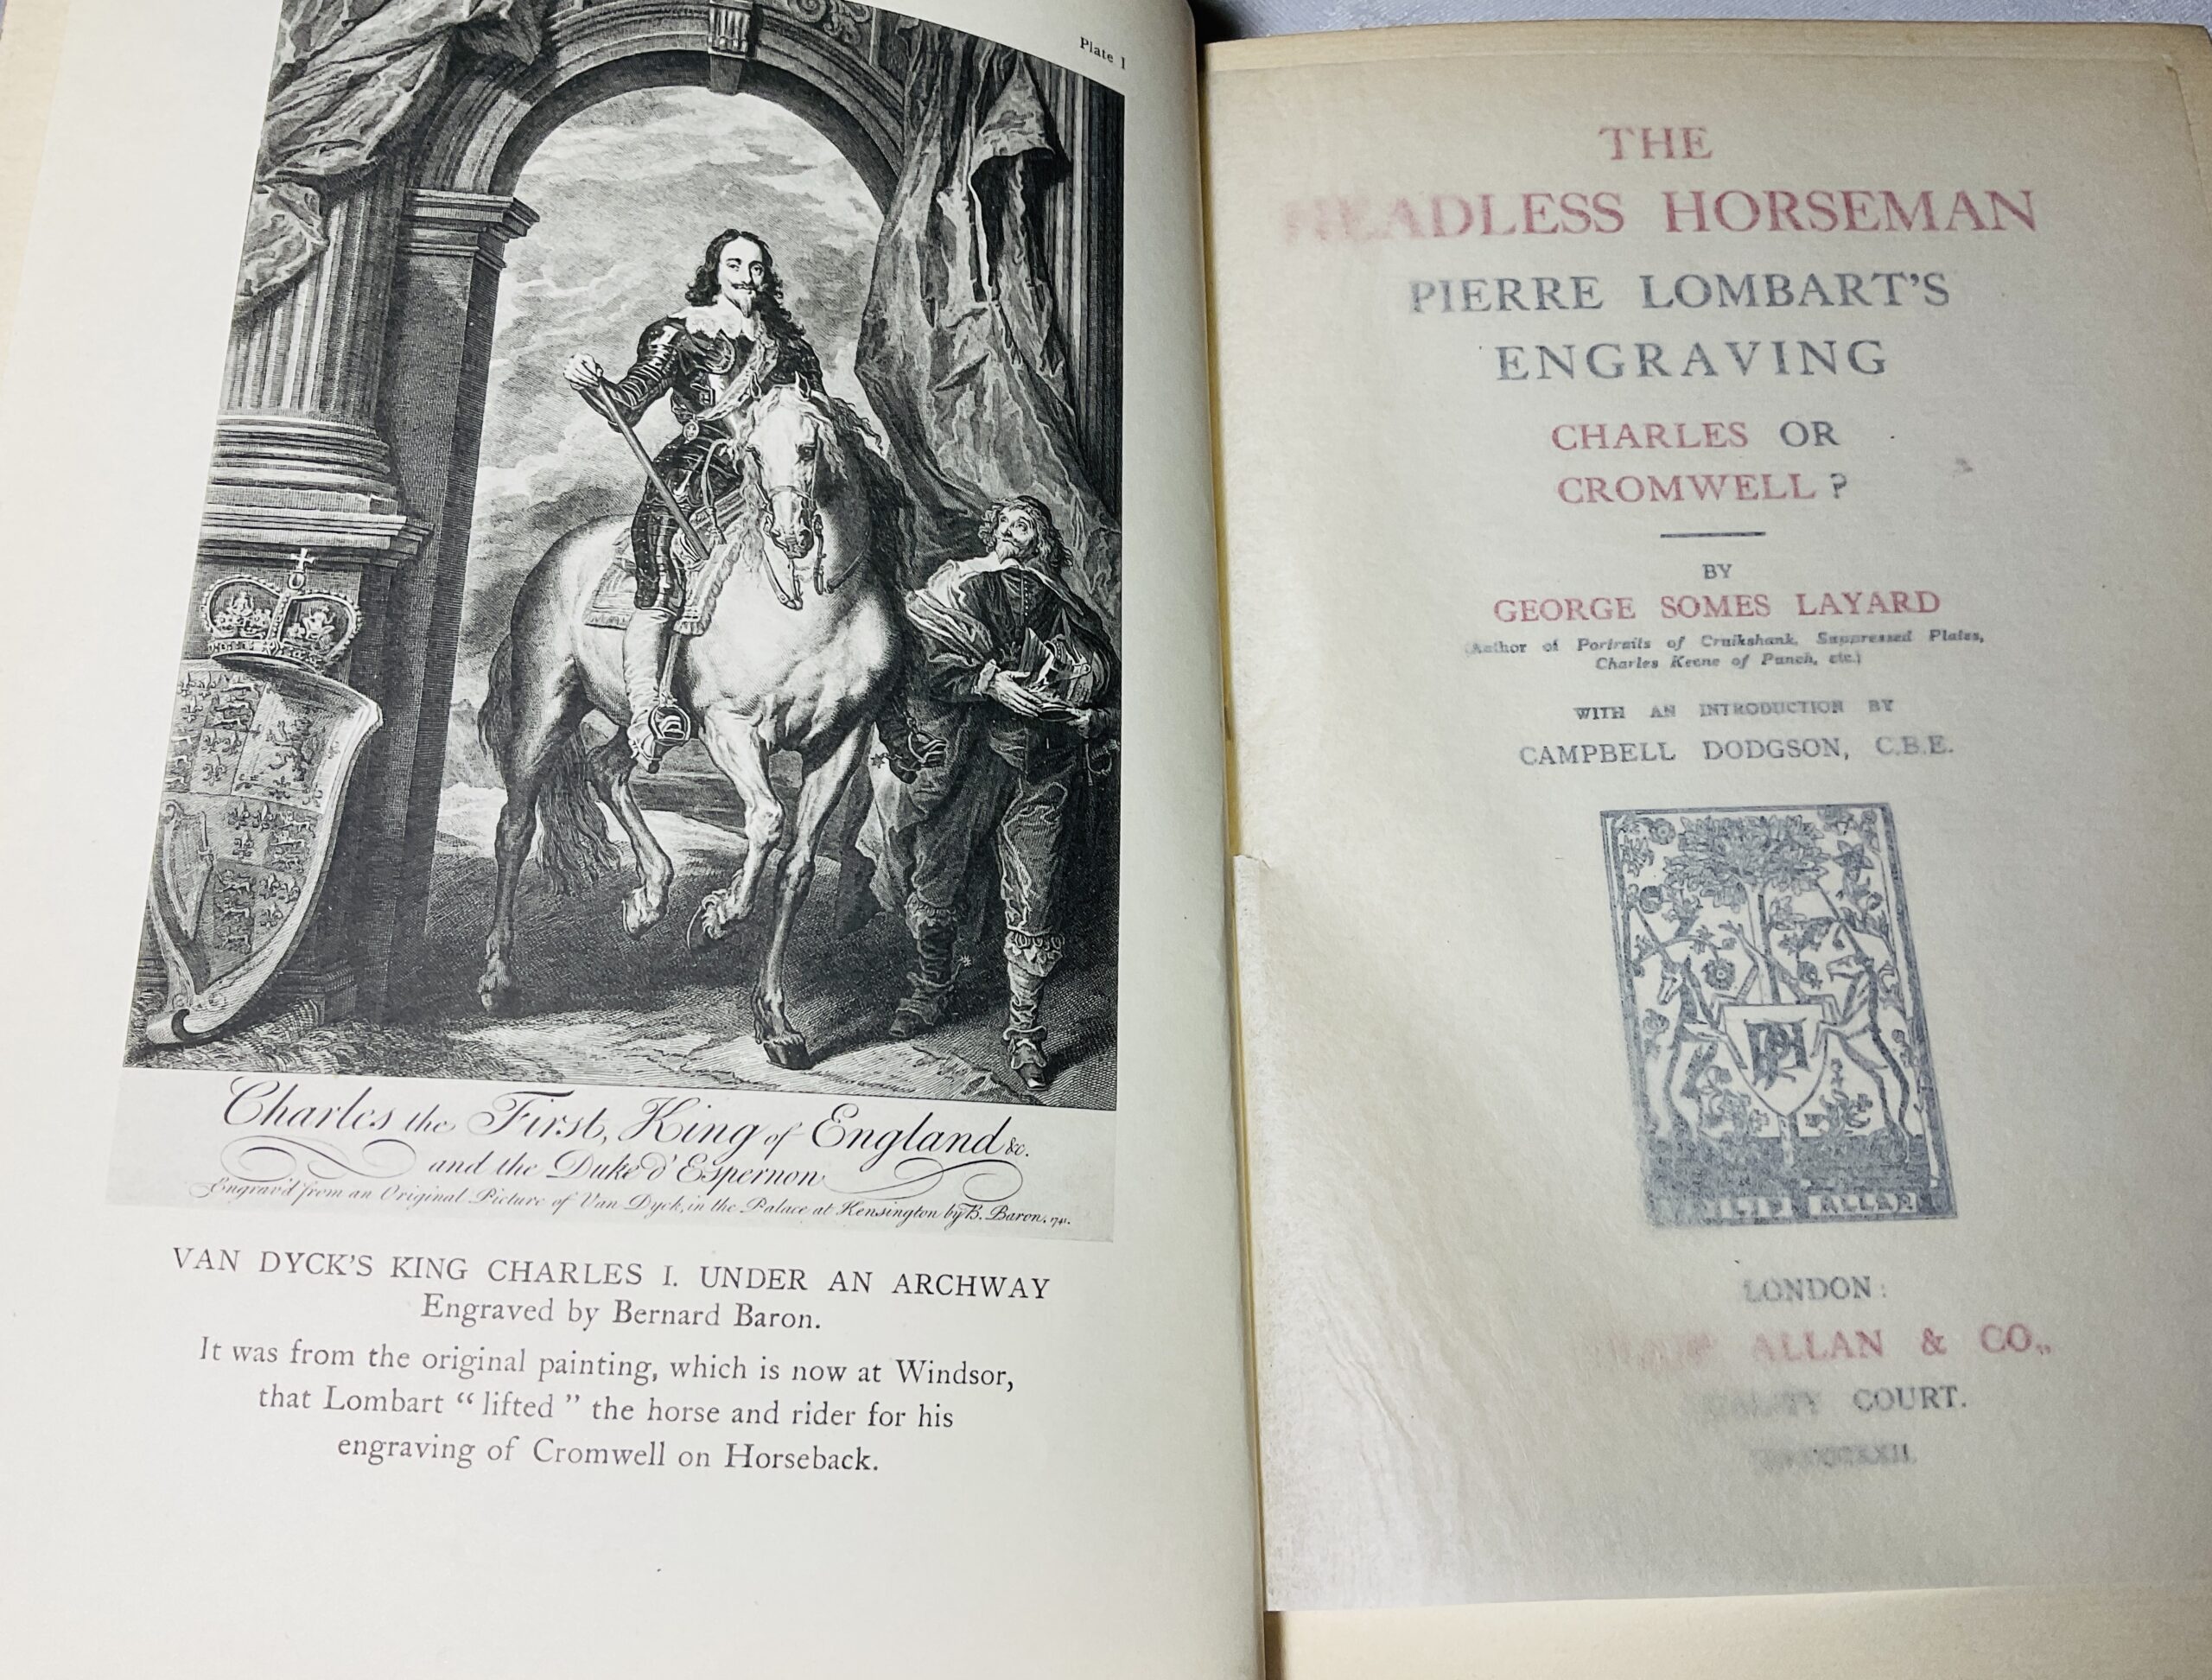 Plate I
Charles the First, King of England &c.
and the Duke d'Espernon
Engrav'd from an Original Picture of Van Dyck, in the Palace at Kensington by B. Baron. 1741.
VAN DYCK'S KING CHARLES I. UNDER AN ARCHWAY
Engraved by Bernard Baron.
It was from the original painting, which is now at Windsor,
that Lombart "lifted" the horse and rider for his
engraving of Cromwell on Horseback.
THE
HEADLESS HORSEMAN
PIERRE LOMBART'S
ENGRAVING
CHARLES OR
CROMWELL?
BY
GEORGE SOMES LAYARD
(Author of Portraits of Cruikshank, Suppressed Plates,
Charles Keene of Punch, etc.)
WITH AN INTRODUCTION BY
CAMPBELL DODGSON, C.B.E.
PHILIP ALLAN
LONDON:
ALLAN & CO.,
COURT.